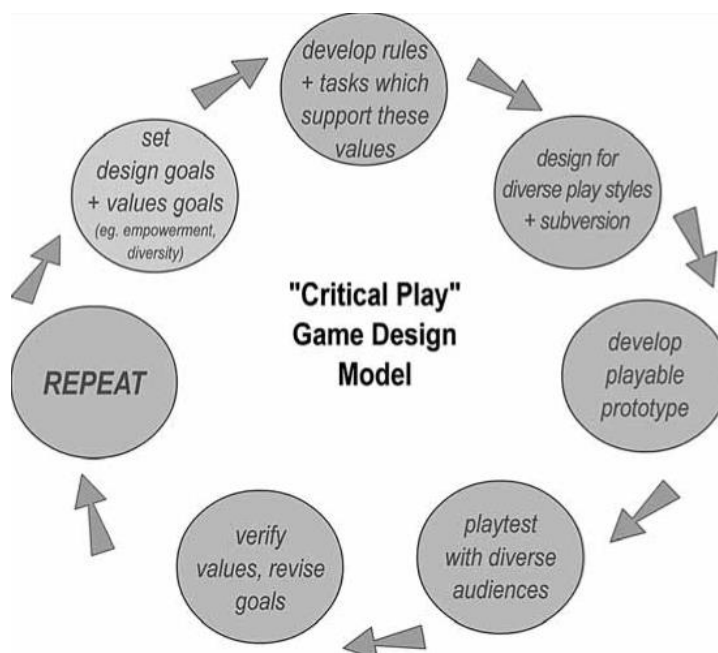 develop rules
+ tasks which
support these
values
set
design goals
+ values goals
(eg. empowerment,
diversity)
design for
diverse play styles
+ subversion
"Critical Play"
Game Design
Model
REPEAT
develop
playable
prototype
verify
values, revise
goals
playtest
with diverse
audiences